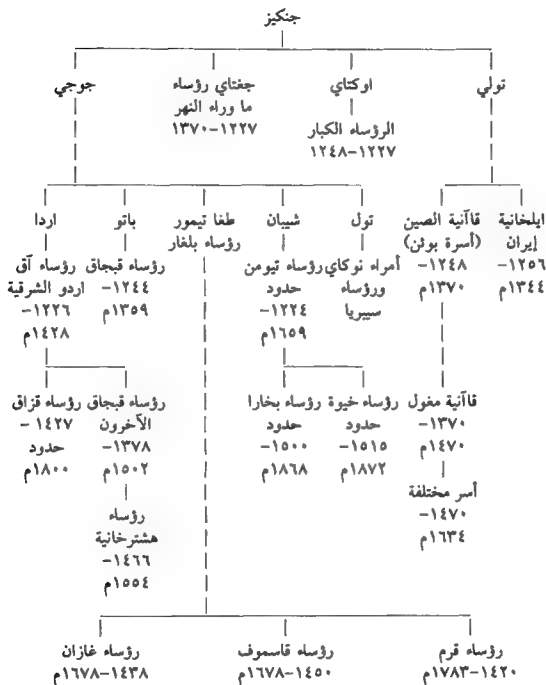 جنكيز
تولي
اوكتاي
الرؤساء الكبار
١٢٢٧–١٢٤٨
جغتاي رؤساء
ما وراء النهر
١٢٢٧–١٣٧٠
جوجي
ايلخانية
إيران
١٢٥٦–
١٣٤٤م
قاآنية الصين
(أسرة يوئن)
١٢٤٨–
١٣٧٠م
تول
أمراء نوكاي
ورؤساء
سيبريا
شيبان
رؤساء تيومن
حدود
١٢٢٤–
١٦٥٩م
طغا تيمور
رؤساء بلغار
باتو
رؤساء قبجاق
١٢٤٤–
١٣٥٩م
اردا
رؤساء آق
اردو الشرقية
١٢٢٦–
١٤٢٨م
قاآنية مغول
١٣٧٠–
١٤٧٠م
أسر مختلفة
١٤٧٠–
١٦٣٤م
رؤساء خيوة
حدود
١٥١٥–
١٨٧٢م
رؤساء بخارا
حدود
١٥٠٠–
١٨٦٨م
رؤساء قبجاق
الآخرون
١٣٧٨–
١٥٠٢م
رؤساء
هشترخانية
١٤٦٦–
١٥٥٤م
رؤساء قزاق
١٤٢٧–
حدود
١٨٠٠م
رؤساء قرم
١٤٢٠–١٧٨٣م
رؤساء قاسموف
١٤٥٠–١٦٧٨م
رؤساء غازان
١٤٣٨–١٦٧٨م